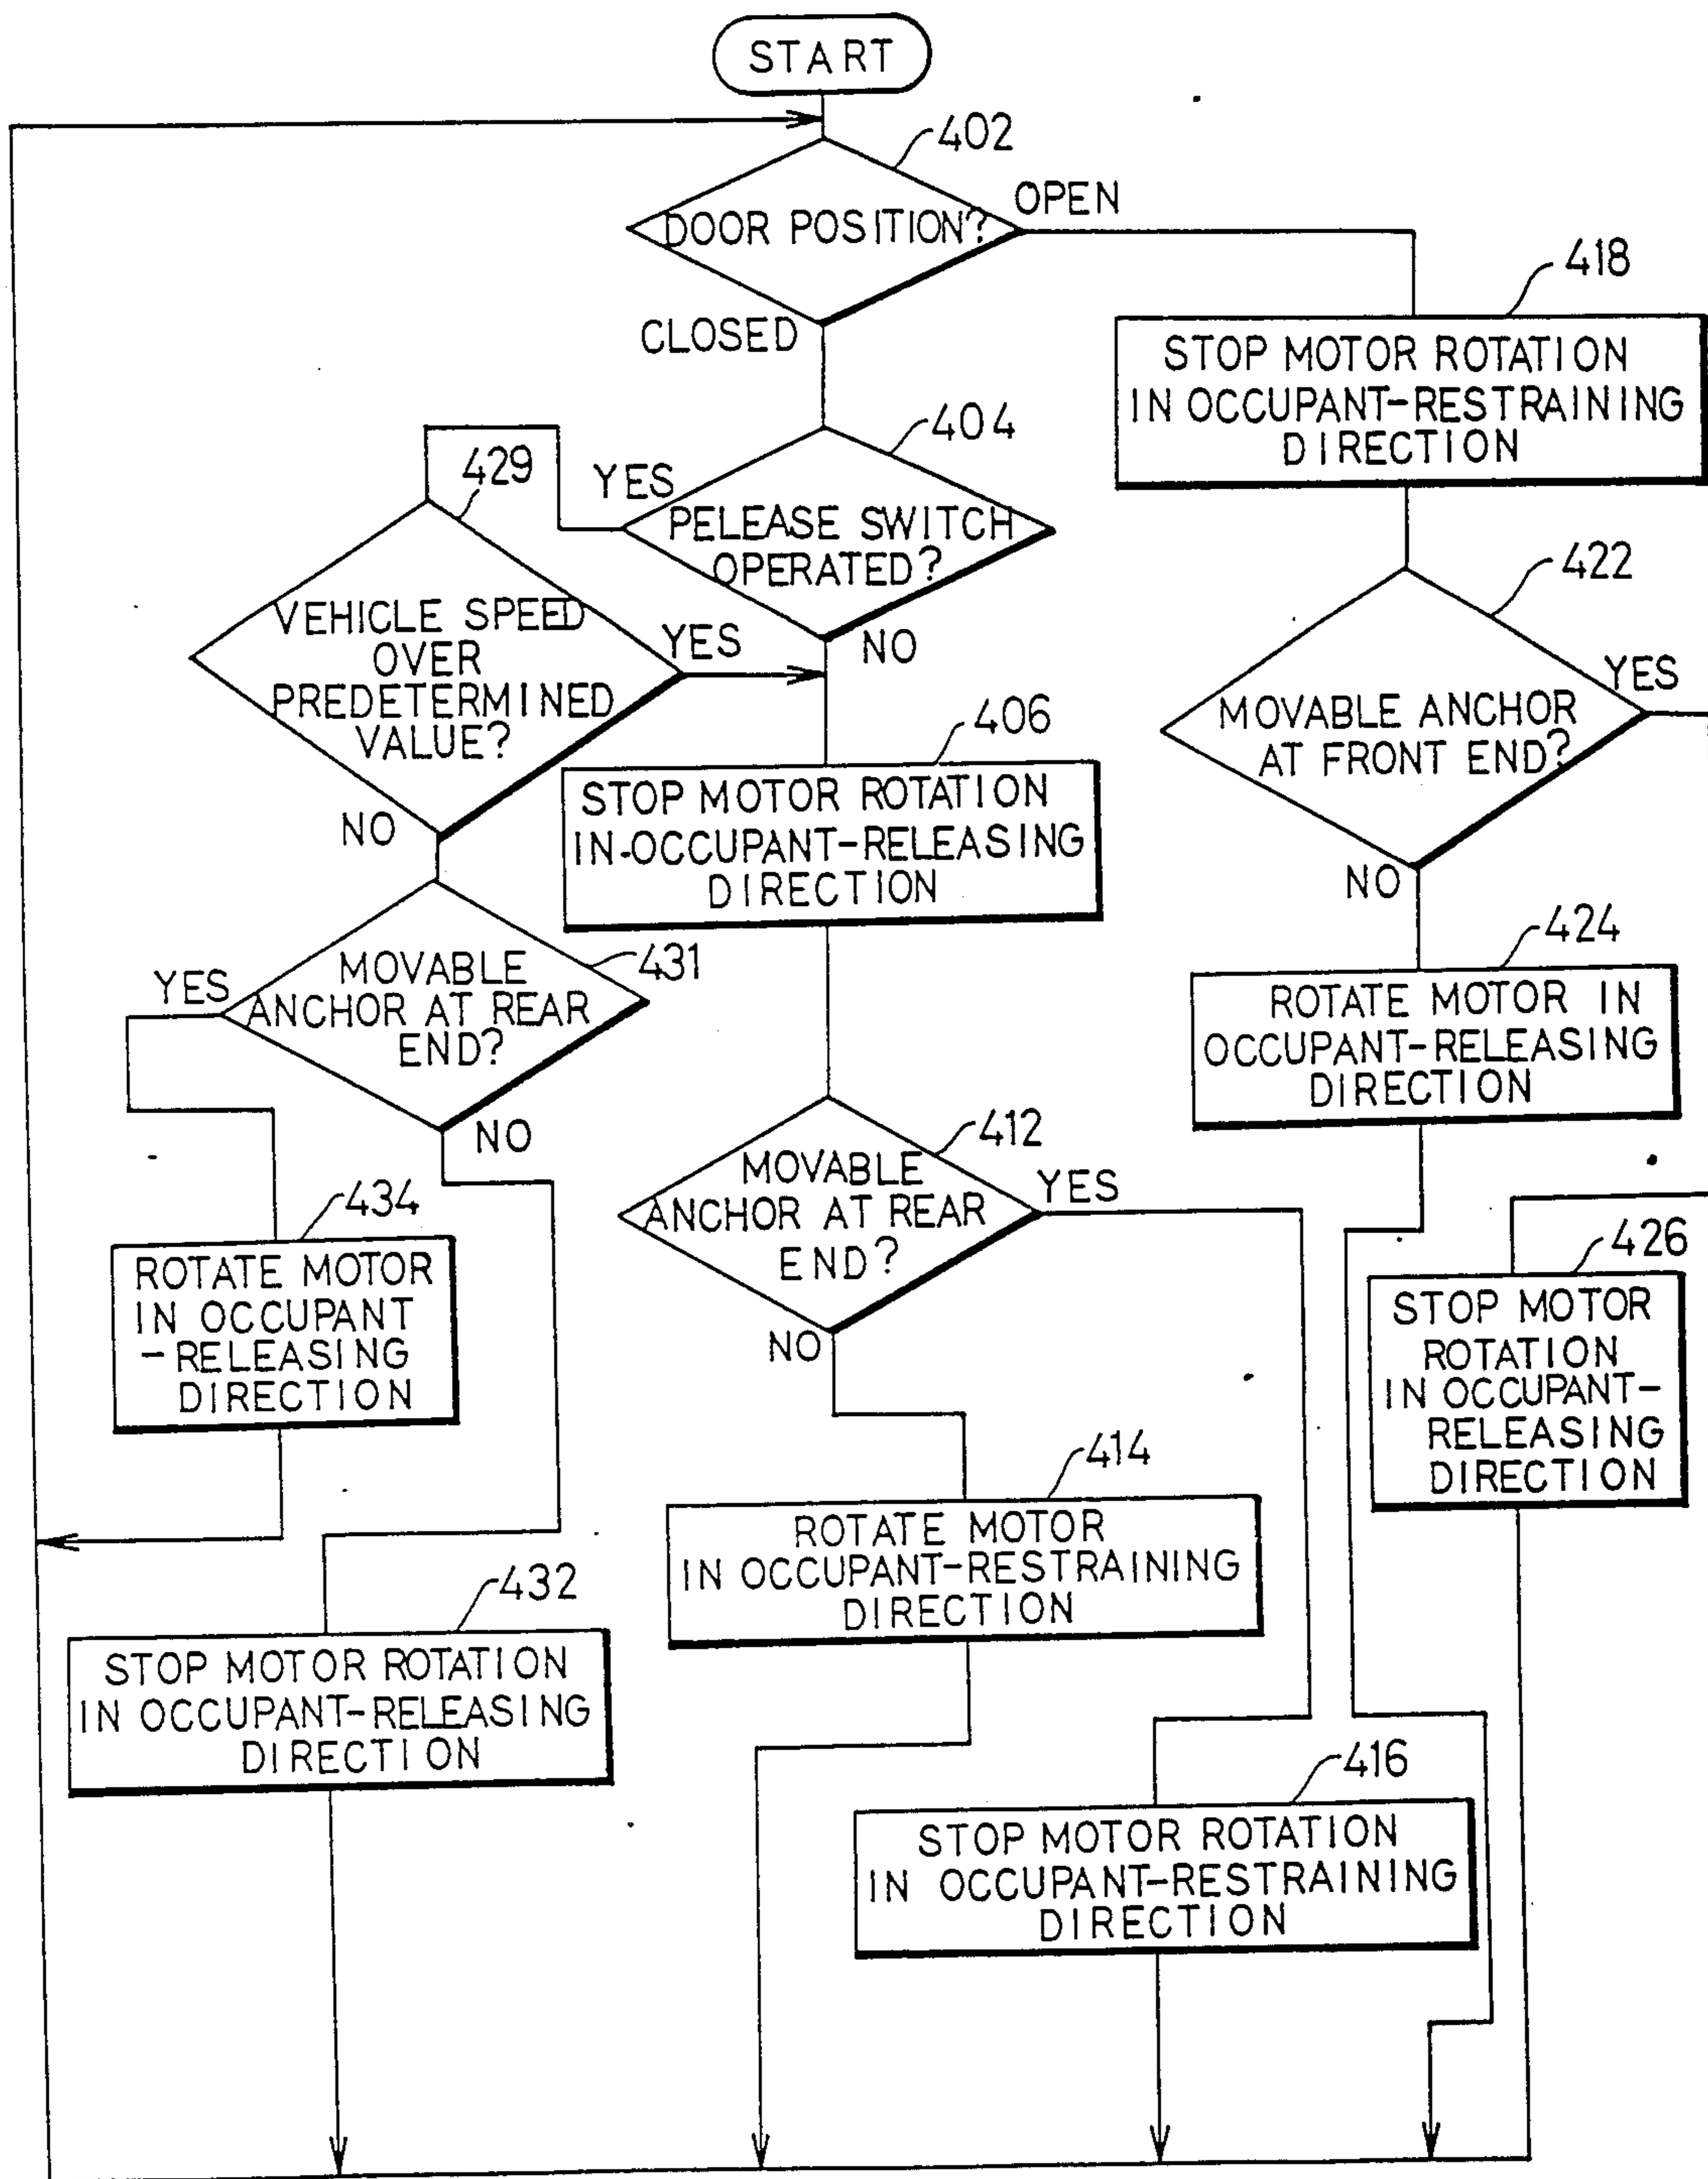 START
402
DOOR POSITION?
OPEN
CLOSED
418
STOP MOTOR ROTATION
IN OCCUPANT-RESTRAINING
DIRECTION
404
YES
PELEASE SWITCH
OPERATED?
NO
429
VEHICLE SPEED
OVER
PREDETERMINED
VALUE?
YES
NO
422
MOVABLE ANCHOR
AT FRONT END?
YES
NO
406
STOP MOTOR ROTATION
IN-OCCUPANT-RELEASING
DIRECTION
424
ROTATE MOTOR IN
OCCUPANT-RELEASING
DIRECTION
431
YES
MOVABLE
ANCHOR AT REAR
END?
NO
412
MOVABLE
ANCHOR AT REAR
END?
YES
NO
434
ROTATE MOTOR
IN OCCUPANT
-RELEASING
DIRECTION
426
STOP MOTOR
ROTATION
IN OCCUPANT-
RELEASING
DIRECTION
414
ROTATE MOTOR
IN OCCUPANT-RESTRAINING
DIRECTION
432
STOP MOTOR ROTATION
IN OCCUPANT-RELEASING
DIRECTION
416
STOP MOTOR ROTATION
IN OCCUPANT-RESTRAINING
DIRECTION